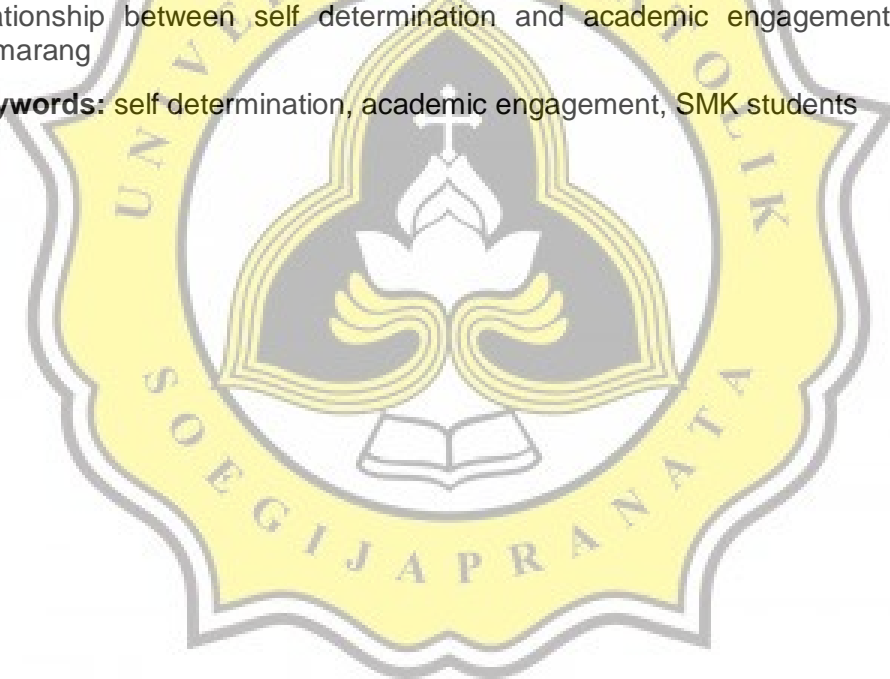 ationship between self determination and academic engagement
marang
ywords: self determination, academic engagement, SMK students
SOEGIJAPRANATA